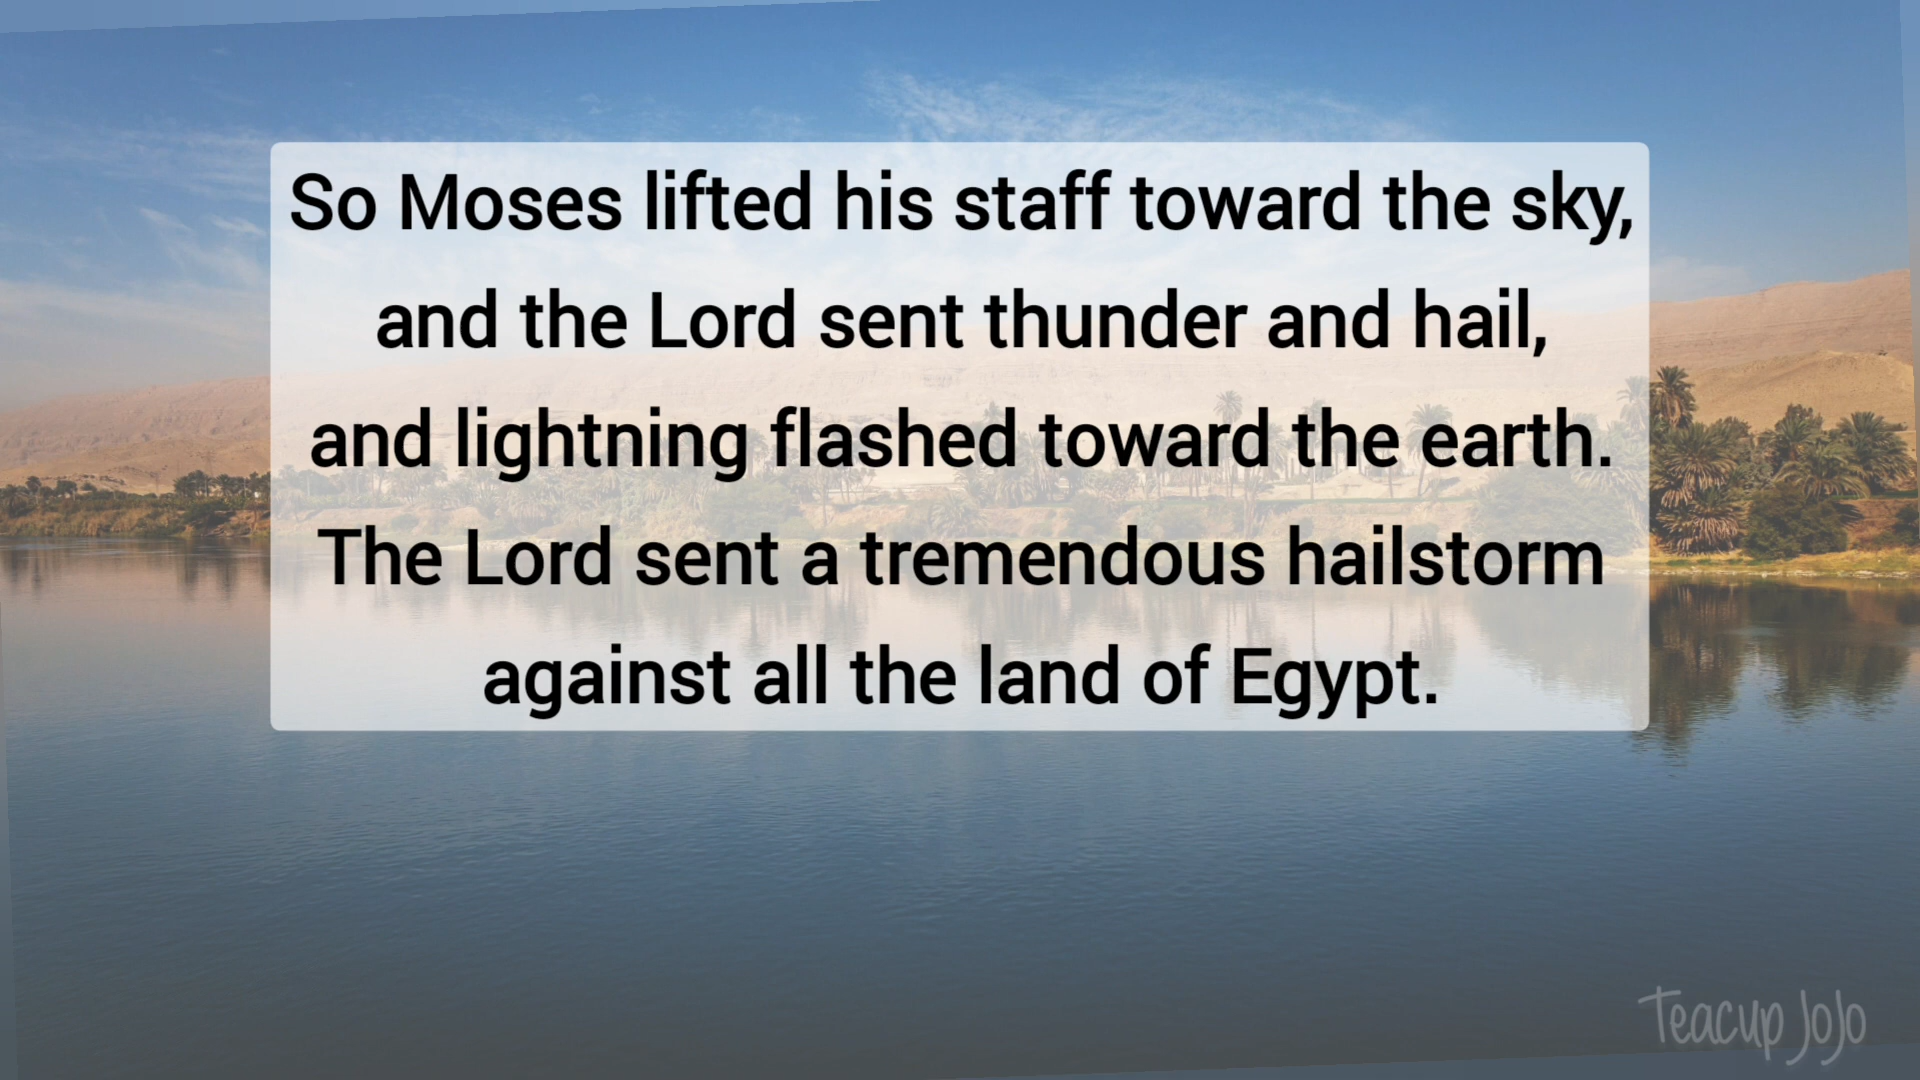 So Moses lifted his staff toward the sky,
and the Lord sent thunder and hail,
and lightning flashed toward the earth.
The Lord sent a tremendous hailstorm
against all the land of Egypt.
Teacup JoJo